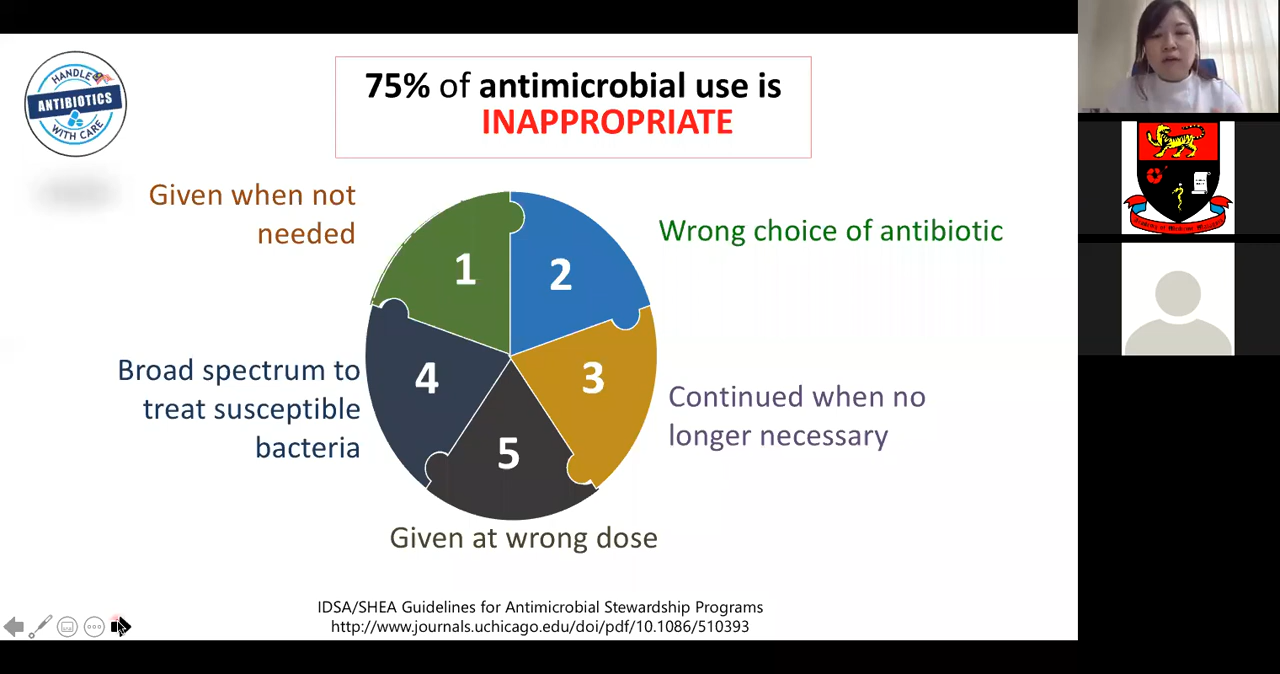 HANDLE
ANTIBIOTICS
WITH CARE
75% of antimicrobial use is
INAPPROPRIATE
Given when not
needed
Wrong choice of antibiotic
1
2
4
3
5
Broad spectrum to
treat susceptible
bacteria
Continued when no
longer necessary
Given at wrong dose
IDSA/SHEA Guidelines for Antimicrobial Stewardship Programs
http://www.journals.uchicago.edu/doi/pdf/10.1086/510393